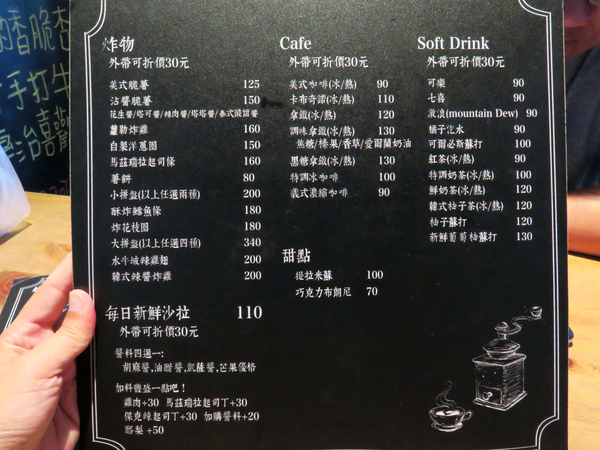 炸物
外帶可折價30元
美式脆薯 125
沾醬脆薯 150
花生醬/塔可醬/辣肉醬/塔塔醬/泰式酸甜醬
蘿勒炸雞 160
自製洋蔥圈 150
馬茲瑞拉起司條 160
薯餅 80
小拼盤(以上任選兩種) 200
酥炸鱈魚條 180
炸花枝圈 180
大拼盤(以上任選四種) 340
水牛城辣雞翅 200
韓式辣醬炸雞 200
每日新鮮沙拉 110
外帶可折價30元
醬料四選一:
胡麻醬,油醋醬,凱薩醬,芒果優格
加料豐盛一點吧！
雞肉+30 馬茲瑞拉起司丁+30
傑克辣起司丁+30 加購醬料+20
酪梨 +50
Cafe
外帶可折價30元
美式咖啡(冰/熱) 90
卡布奇諾(冰/熱) 110
拿鐵(冰/熱) 120
調味拿鐵(冰/熱) 130
焦糖/榛果/香草/愛爾蘭奶油
黑糖拿鐵(冰/熱) 130
特調冰咖啡 100
義式濃縮咖啡 90
甜點
提拉米蘇 100
巧克力布朗尼 70
Soft Drink
外帶可折價30元
可樂 90
七喜 90
激浪(mountain Dew) 90
橘子汽水 90
可爾必斯蘇打 100
紅茶(冰/熱) 90
特調奶茶(冰/熱) 100
鮮奶茶(冰/熱) 120
韓式柚子茶(冰/熱) 120
柚子蘇打 120
新鮮葡萄柚蘇打 130
香脆
手打牛
治